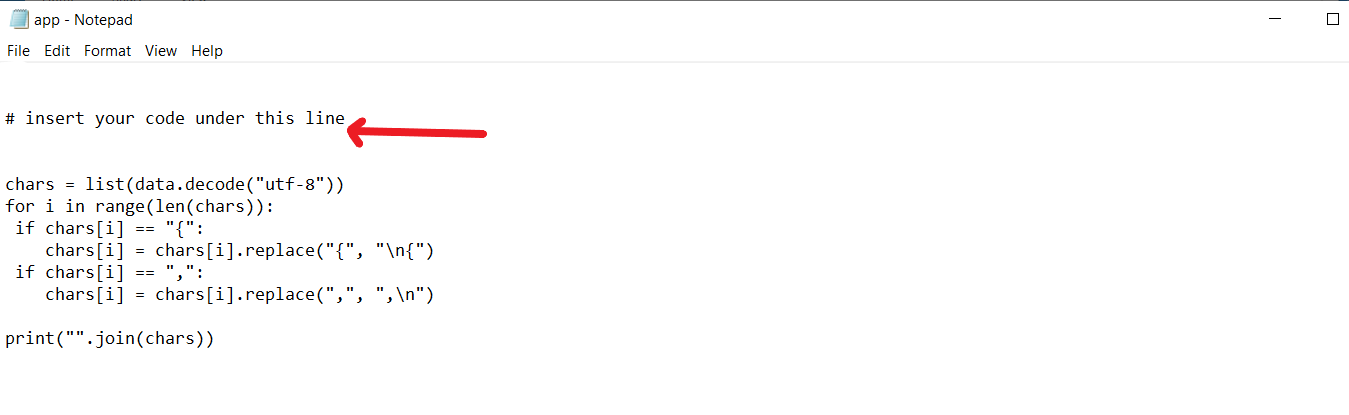 app - Notepad
File Edit Format View Help
# insert your code under this line
chars = list(data.decode("utf-8"))
for i in range(len(chars)):
 if chars[i] == "{":
    chars[i] = chars[i].replace("{", "\n{")
 if chars[i] == ",":
    chars[i] = chars[i].replace(",", ",\n")
print("".join(chars))